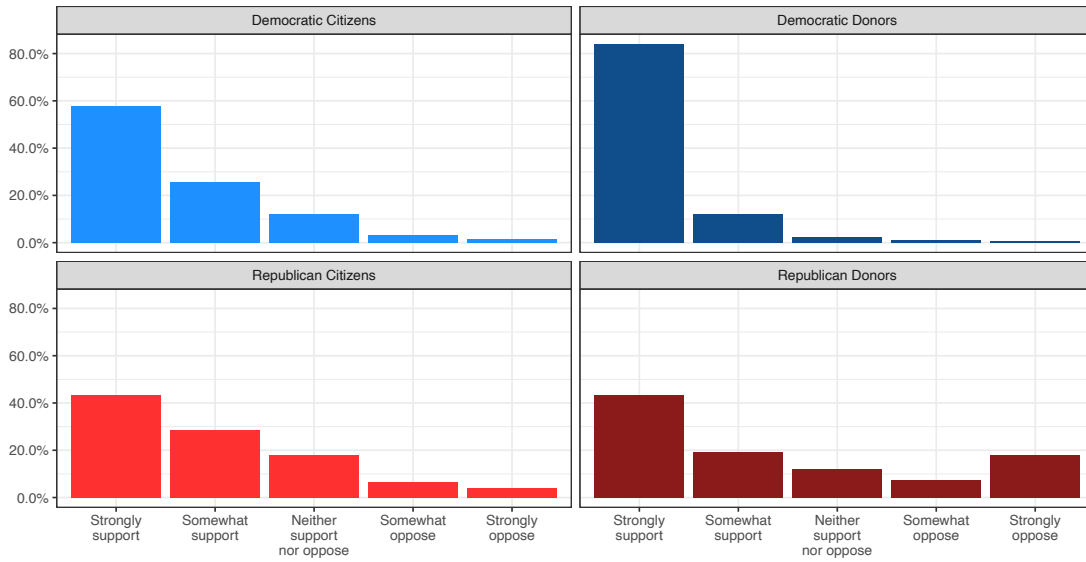 Democratic Citizens
Democratic Donors
80.0%
60.0%
40.0%
20.0%
0.0%
Republican Citizens
Republican Donors
80.0%
60.0%
40.0%
20.0%
0.0%
Strongly
support
Somewhat
support
Neither
support
nor oppose
Somewhat
oppose
Strongly
oppose
Strongly
support
Somewhat
support
Neither
support
nor oppose
Somewhat
oppose
Strongly
oppose